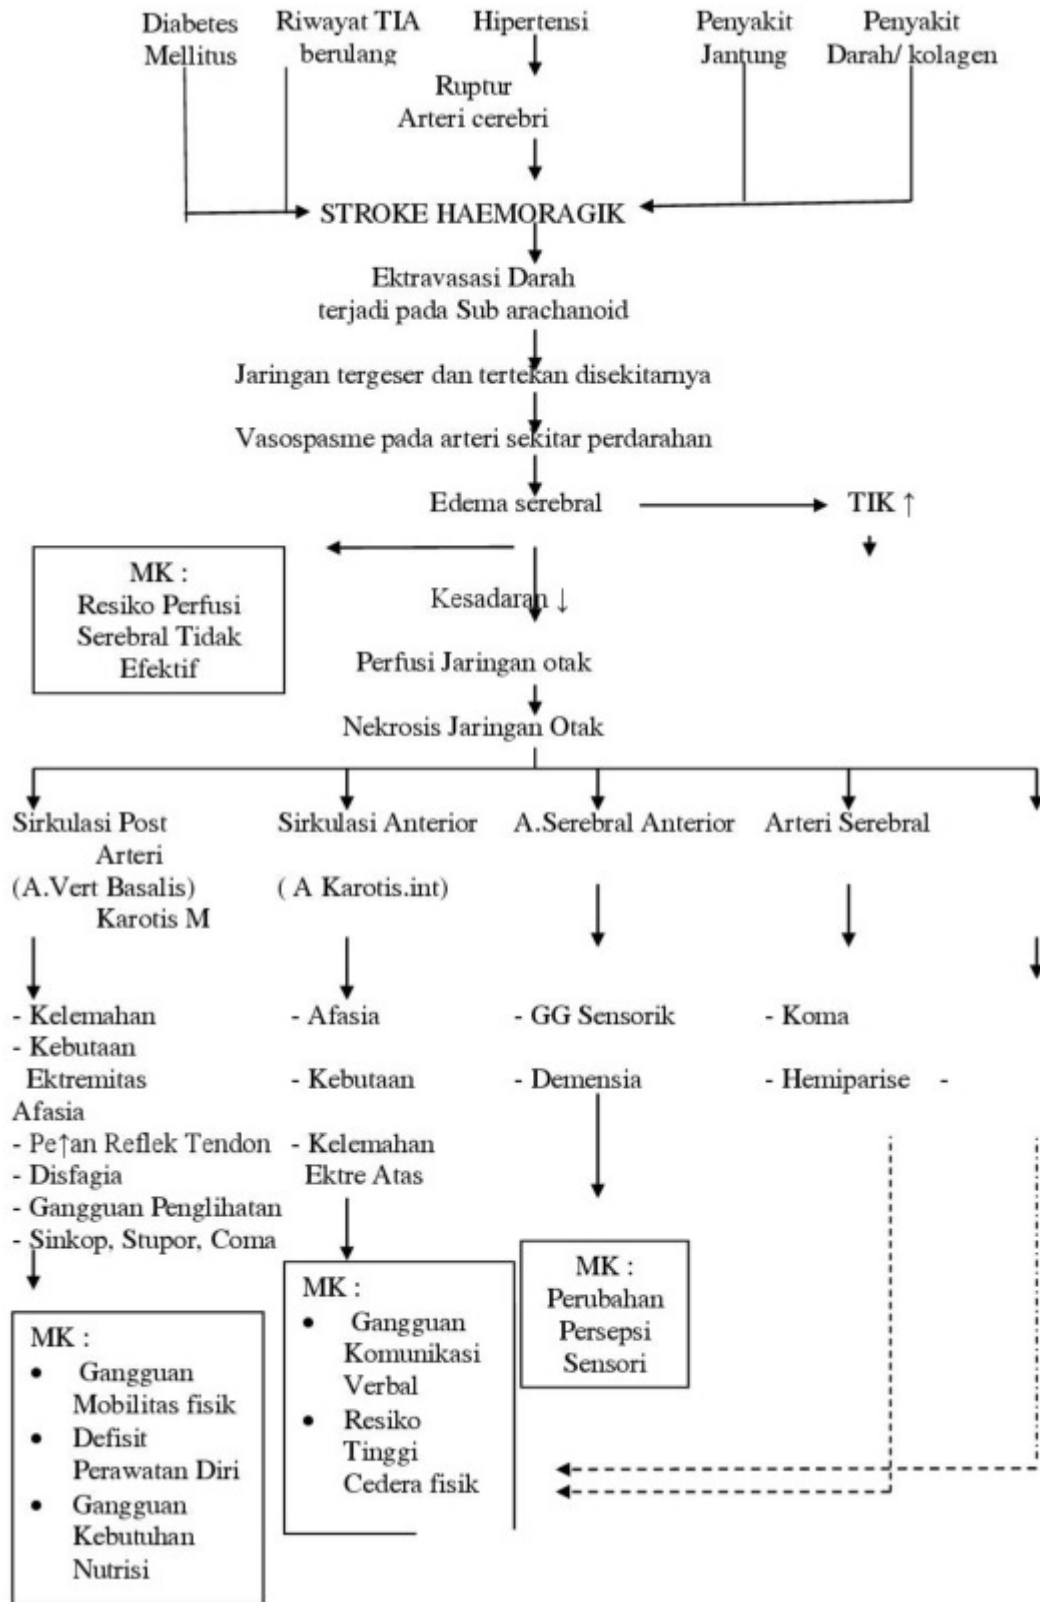 Diabetes
Mellitus
Riwayat TIA
berulang
Hipertensi
Penyakit
Jantung
Penyakit
Darah/ kolagen
Ruptur
Arteri cerebri
STROKE HAEMORAGIK
Ektravasasi Darah
terjadi pada Sub arachanoid
Jaringan tergeser dan tertekan disekitarnya
Vasospasme pada arteri sekitar perdarahan
Edema serebral
TIK ↑
MK :
Resiko Perfusi
Serebral Tidak
Efektif
Kesadaran ↓
Perfusi Jaringan otak
Nekrosis Jaringan Otak
Sirkulasi Post
Arteri
(A.Vert Basalis)
Karotis M
Sirkulasi Anterior
( A Karotis.int)
A.Serebral Anterior
Arteri Serebral
- Kelemahan
- Kebutaan
Ektremitas
Afasia
- Pe↑an Reflek Tendon
- Disfagia
- Gangguan Penglihatan
- Sinkop, Stupor, Coma
- Afasia
- Kebutaan
- Kelemahan
Ektre Atas
- GG Sensorik
- Demensia
- Koma
- Hemiparise -
MK :
• Gangguan
Mobilitas fisik
• Defisit
Perawatan Diri
• Gangguan
Kebutuhan
Nutrisi
MK :
• Gangguan
Komunikasi
Verbal
• Resiko
Tinggi
Cedera fisik
MK :
Perubahan
Persepsi
Sensori